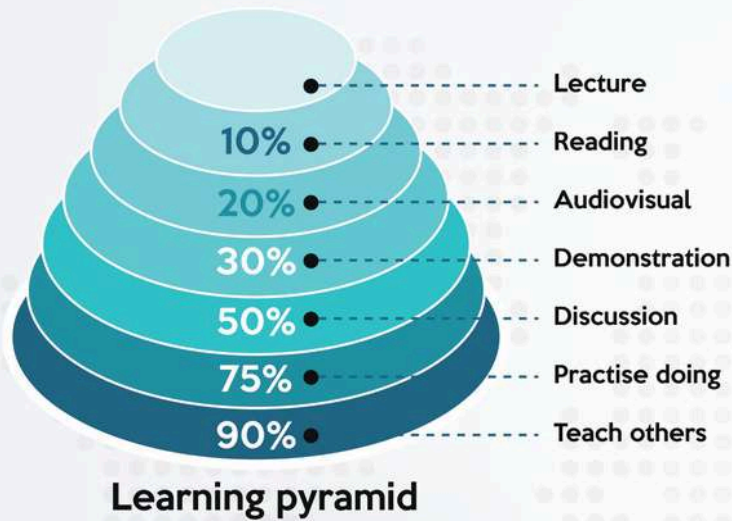 Lecture
10% Reading
20% Audiovisual
30% Demonstration
50% Discussion
75% Practise doing
90% Teach others
Learning pyramid